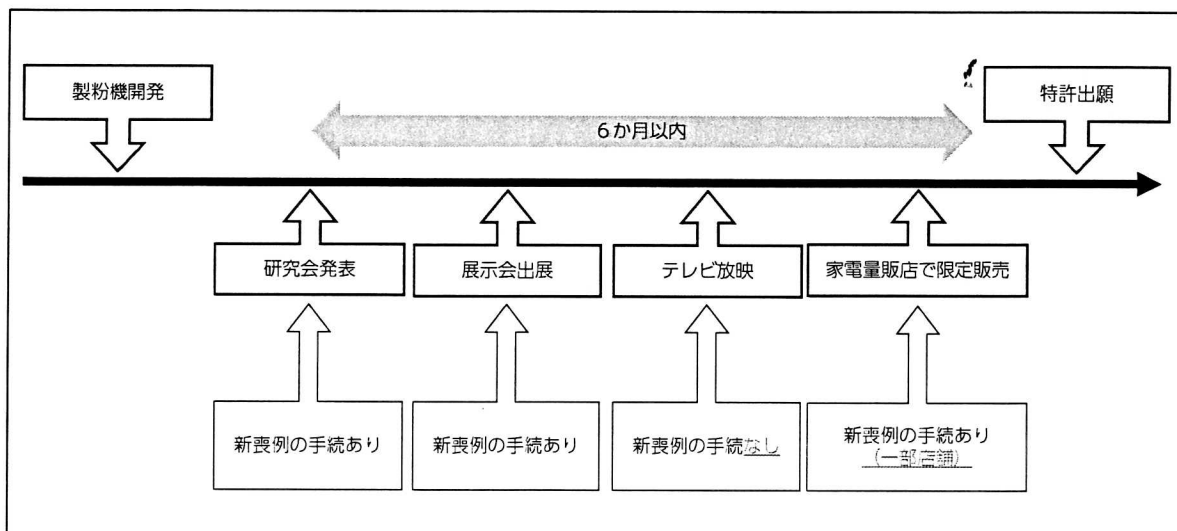 製粉機開発
特許出願
6か月以内
研究会発表
展示会出展
テレビ放映
家電量販店で限定販売
新喪例の手続あり
新喪例の手続あり
新喪例の手続なし
新喪例の手続あり
(一部店舗)